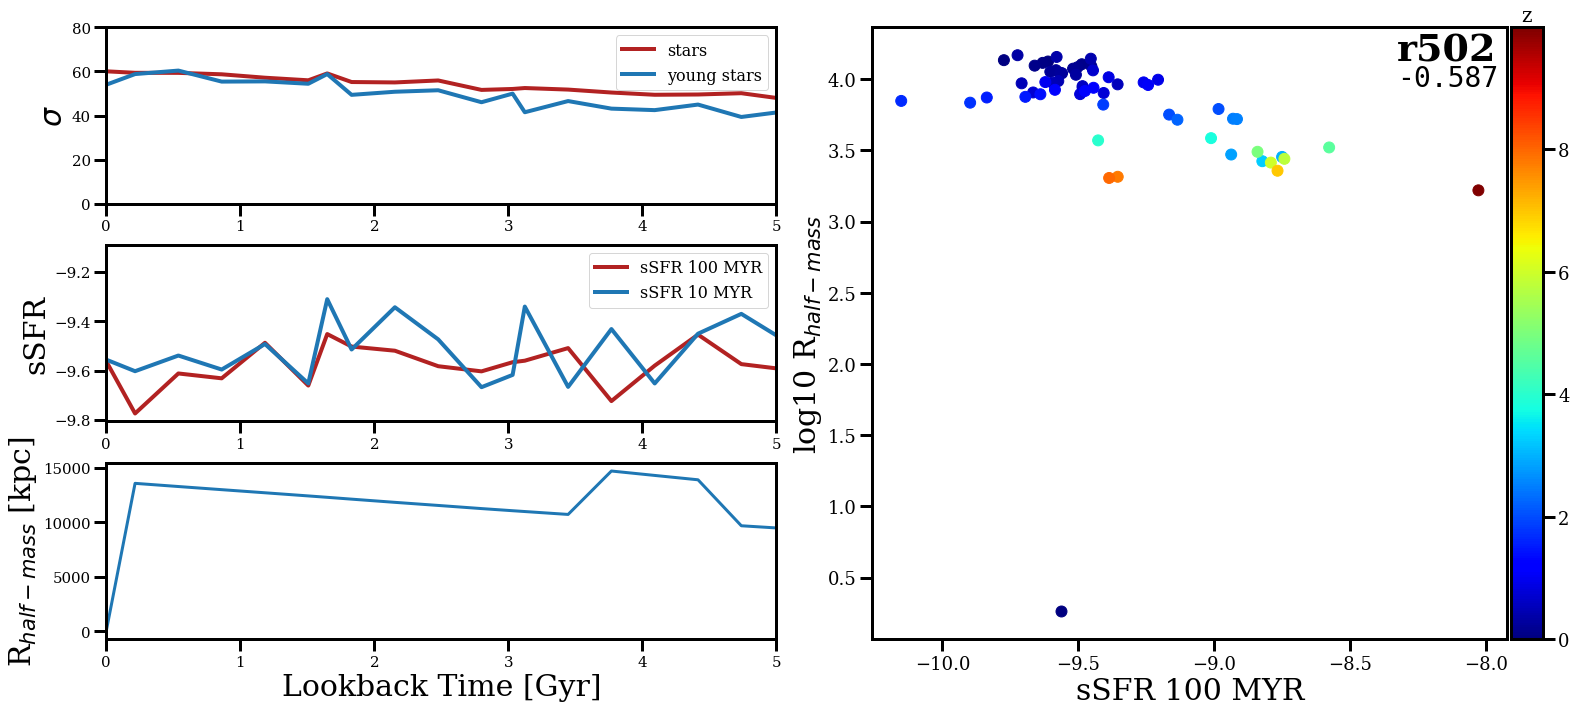 80
60
40
20
0
σ
stars
young stars
0 1 2 3 4 5
−9.2
−9.4
−9.6
−9.8
sSFR
sSFR 100 MYR
sSFR 10 MYR
0 1 2 3 4 5
15000
10000
5000
0
R_{half−mass} [kpc]
0 1 2 3 4 5
Lookback Time [Gyr]
r502
-0.587
4.0
3.5
3.0
2.5
2.0
1.5
1.0
0.5
log10 R_{half−mass}
−10.0 −9.5 −9.0 −8.5 −8.0
sSFR 100 MYR
z
8
6
4
2
0